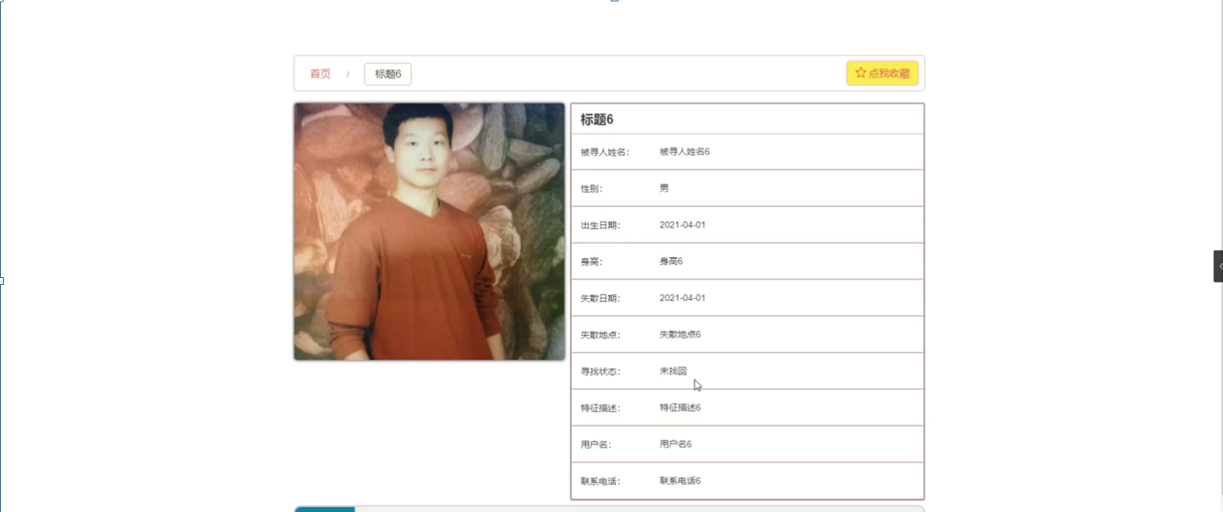 首页 / 标题6 ☆点我收藏
标题6
被寻人姓名： 被寻人姓名6
性别： 男
出生日期： 2021-04-01
身高： 身高6
失散日期： 2021-04-01
失散地点： 失散地点6
寻找状态： 未找回
特征描述： 特征描述6
用户名： 用户名6
联系电话： 联系电话6